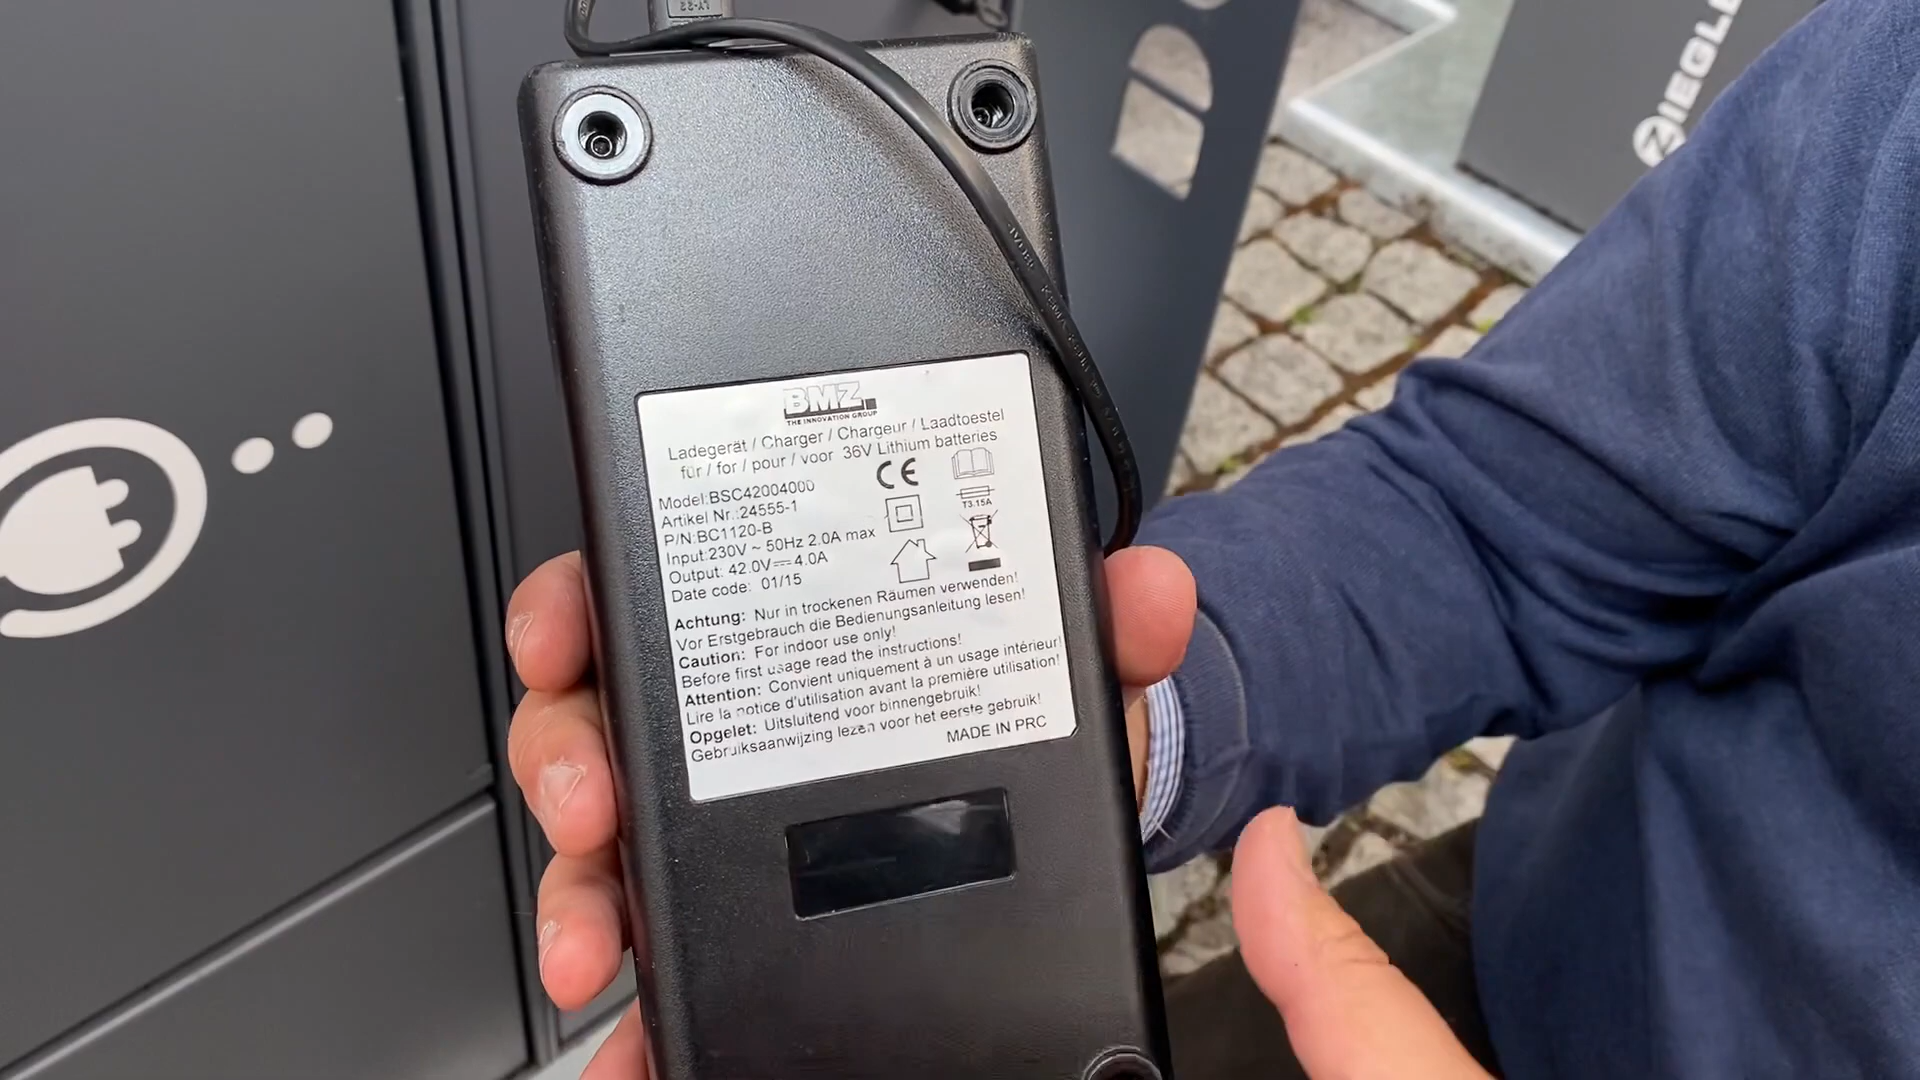 LY-22
ZIEGLE
BMZ
THE INNOVATION GROUP
Ladegerät / Charger / Chargeur / Laadtoestel
für / for / pour / voor 36V Lithium batteries
Model:BSC42004000
Artikel Nr.:24555-1
P/N:BC1120-B
Input:230V ~ 50Hz 2.0A max
Output: 42.0V⎓4.0A
Date code: 01/15
CE
T3.15A
Achtung: Nur in trockenen Räumen verwenden!
Vor Erstgebrauch die Bedienungsanleitung lesen!
Caution: For indoor use only!
Before first usage read the instructions!
Attention: Convient uniquement à un usage intérieur!
Lire la notice d'utilisation avant la première utilisation!
Opgelet: Uitsluitend voor binnengebruik!
Gebruiksaanwijzing lezen voor het eerste gebruik!
MADE IN PRC